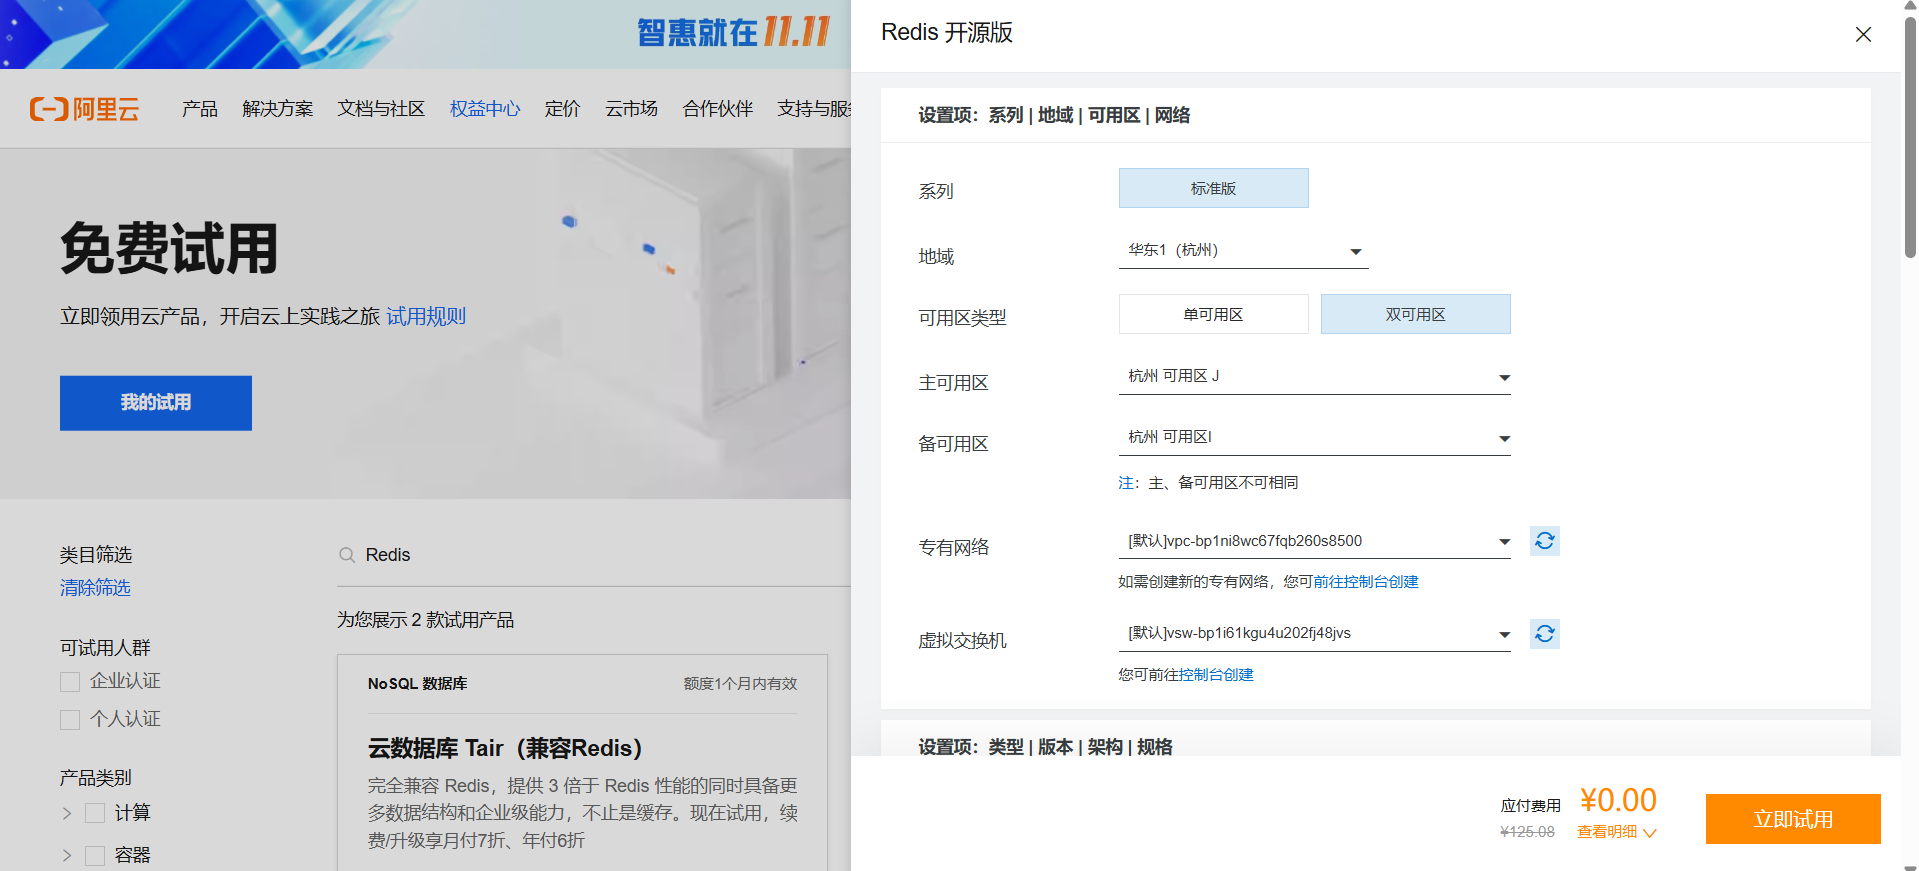 智惠就在 11.11
阿里云
产品 解决方案 文档与社区 权益中心 定价 云市场 合作伙伴 支持与服务
免费试用
立即领用云产品，开启云上实践之旅 试用规则
我的试用
类目筛选
清除筛选
可试用人群
企业认证
个人认证
产品类别
计算
容器
Redis
为您展示 2 款试用产品
NoSQL 数据库 额度1个月内有效
云数据库 Tair（兼容Redis）
完全兼容 Redis，提供 3 倍于 Redis 性能的同时具备更
多数据结构和企业级能力，不止是缓存。现在试用，续
费/升级享月付7折、年付6折
Redis 开源版
设置项：系列 | 地域 | 可用区 | 网络
系列 标准版
地域 华东1（杭州）
可用区类型 单可用区 双可用区
主可用区 杭州 可用区 J
备可用区 杭州 可用区I
注：主、备可用区不可相同
专有网络 [默认]vpc-bp1ni8wc67fqb260s8500
如需创建新的专有网络，您可前往控制台创建
虚拟交换机 [默认]vsw-bp1i61kgu4u202fj48jvs
您可前往控制台创建
设置项：类型 | 版本 | 架构 | 规格
应付费用 ¥0.00
¥125.08 查看明细
立即试用